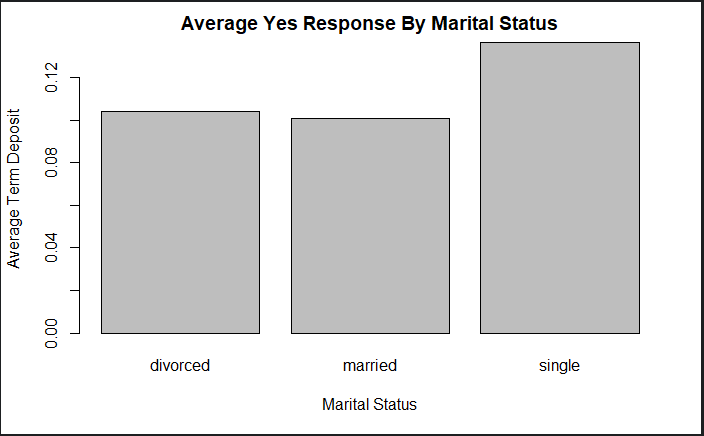 Average Yes Response By Marital Status
Average Term Deposit
0.12
0.08
0.04
0.00
divorced married single
Marital Status